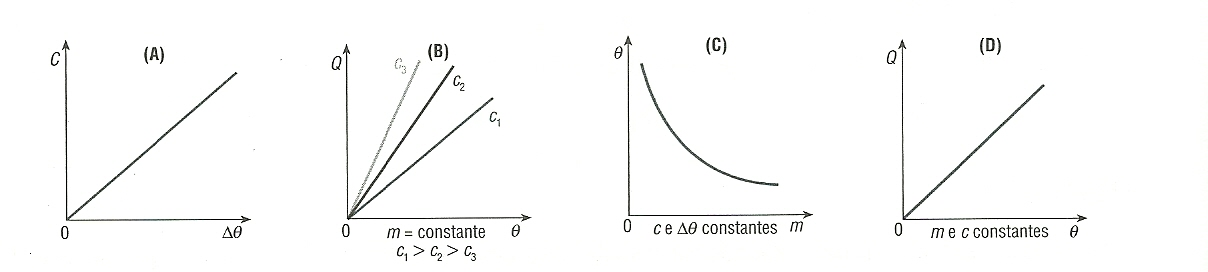 (A)
C
0
Δθ
(B)
Q
c₃
c₂
c₁
0
m = constante
θ
c₁ > c₂ > c₃
(C)
θ
0
c e Δθ constantes
m
(D)
Q
0
m e c constantes
θ